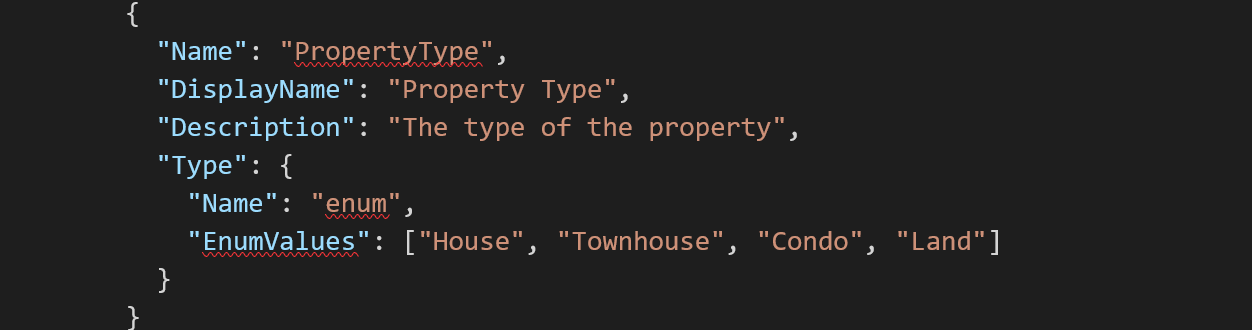 {
"Name": "PropertyType",
"DisplayName": "Property Type",
"Description": "The type of the property",
"Type": {
"Name": "enum",
"EnumValues": ["House", "Townhouse", "Condo", "Land"]
}
}